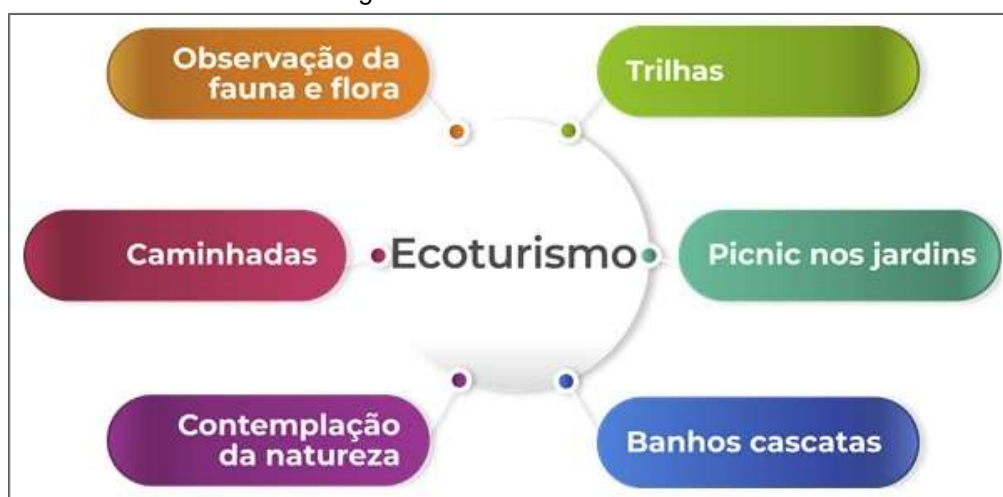 Observação da
fauna e flora
Trilhas
Caminhadas
Ecoturismo
Picnic nos jardins
Contemplação
da natureza
Banhos cascatas